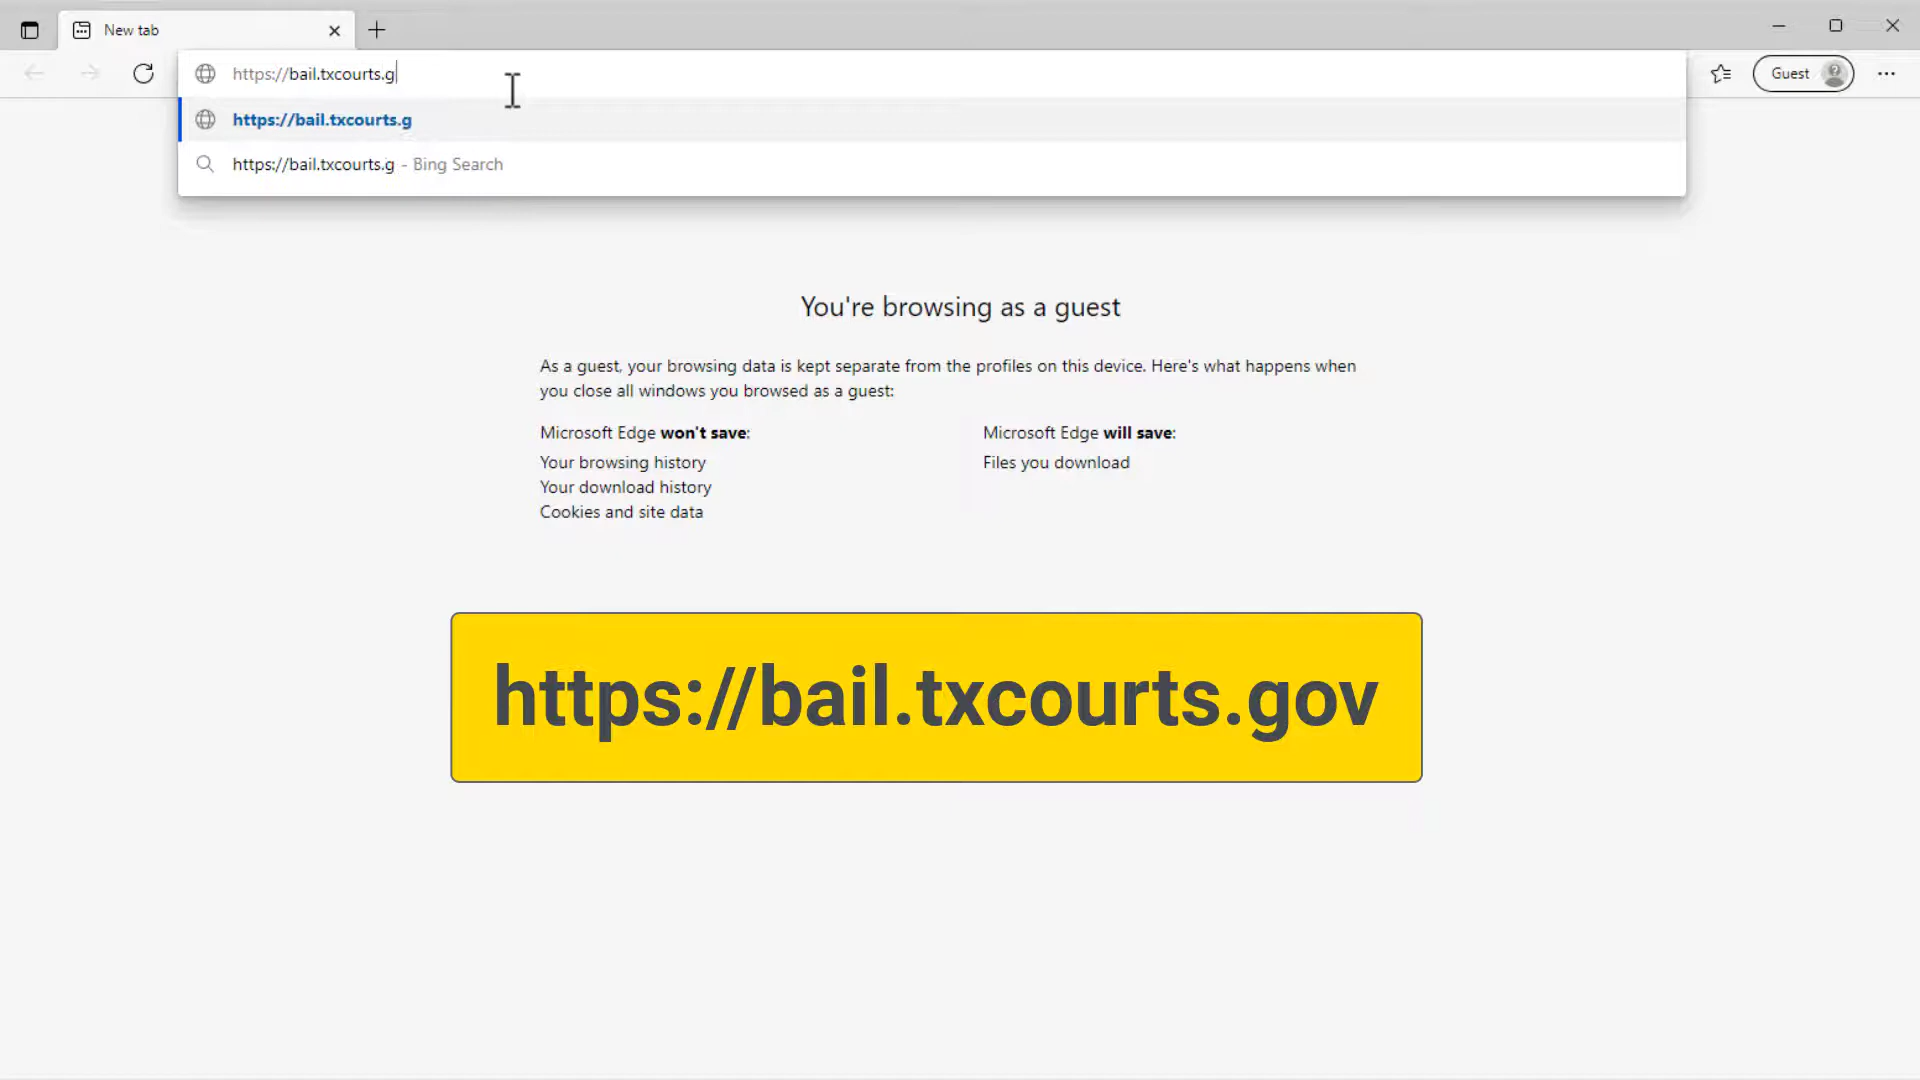 New tab
https://bail.txcourts.g
Guest
https://bail.txcourts.g
https://bail.txcourts.g - Bing Search
You're browsing as a guest
As a guest, your browsing data is kept separate from the profiles on this device. Here's what happens when
you close all windows you browsed as a guest:
Microsoft Edge won't save:
Your browsing history
Your download history
Cookies and site data
Microsoft Edge will save:
Files you download
https://bail.txcourts.gov